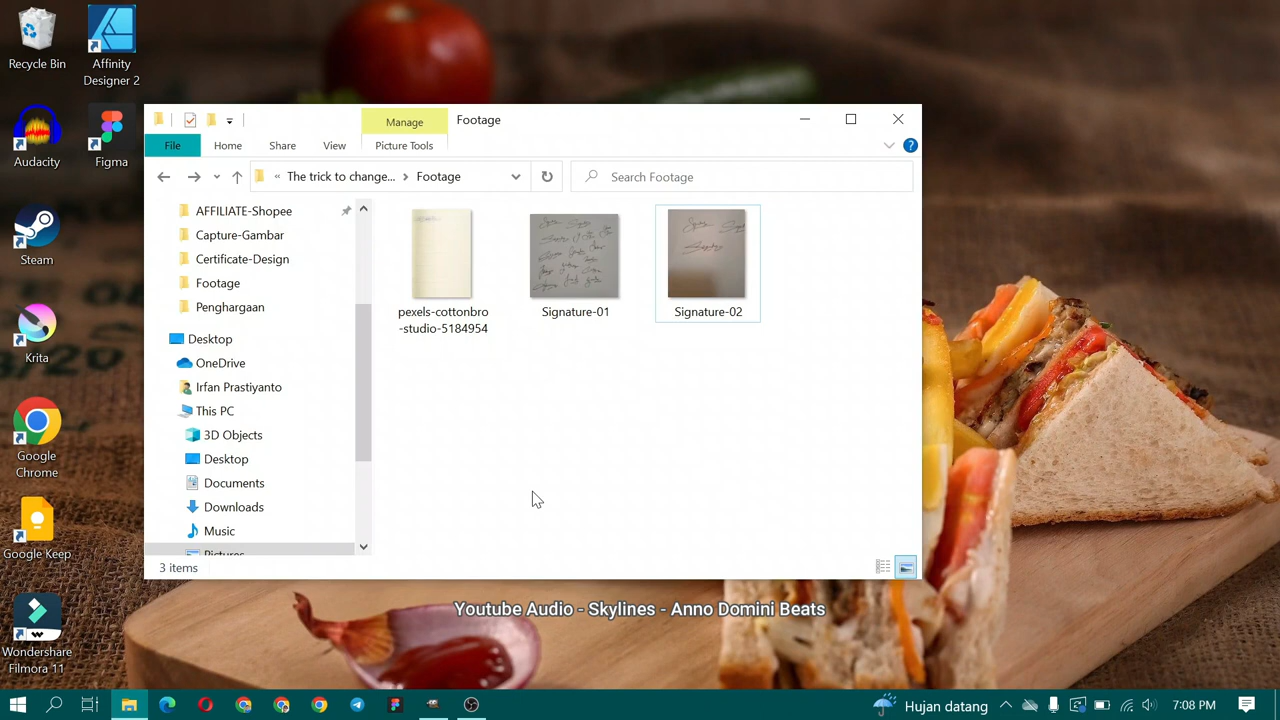 Recycle Bin
Affinity
Designer 2
Audacity
Figma
Steam
Krita
Google
Chrome
Google Keep
Wondershare
Filmora 11
Manage
Footage
File
Home
Share
View
Picture Tools
?
« The trick to change... > Footage
Search Footage
AFFILIATE-Shopee
Capture-Gambar
Certificate-Design
Footage
Penghargaan
Desktop
OneDrive
Irfan Prastiyanto
This PC
3D Objects
Desktop
Documents
Downloads
Music
Pictures
pexels-cottonbro
-studio-5184954
Signature-01
Signature-02
3 items
Youtube Audio - Skylines - Anno Domini Beats
Hujan datang
7:08 PM